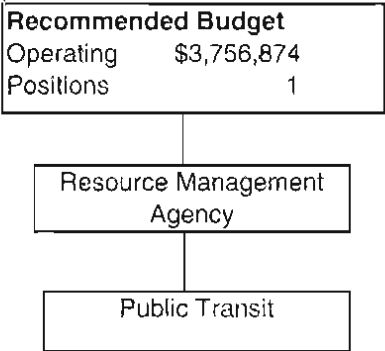 Recommended Budget
Operating $3,756,874
Positions 1
Resource Management
Agency
Public Transit